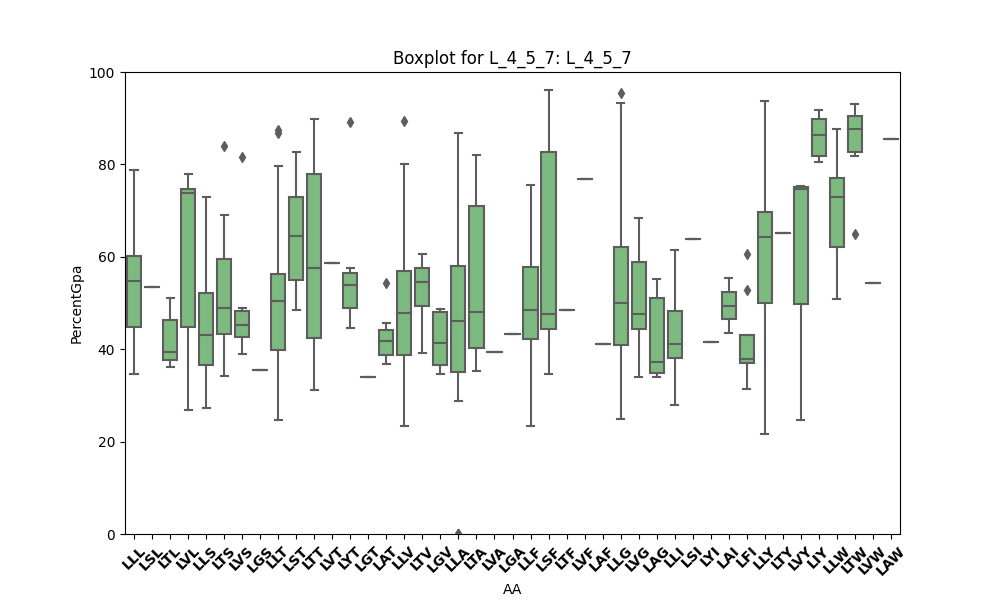 Boxplot for L_4_5_7: L_4_5_7
100
80
60
40
20
0
PercentGpa
LLL LSL LTL LVL LLS LTS LVS LGS LLT LST LTT LVT LYT LGT LAT LLV LTV LGV LLA LTA LVA LGA LLF LSF LTF LVF LAF LLG LVG LAG LLI LSI LYI LAI LFI LLY LTY LVY LIY LLW LTW LVW LAW
AA